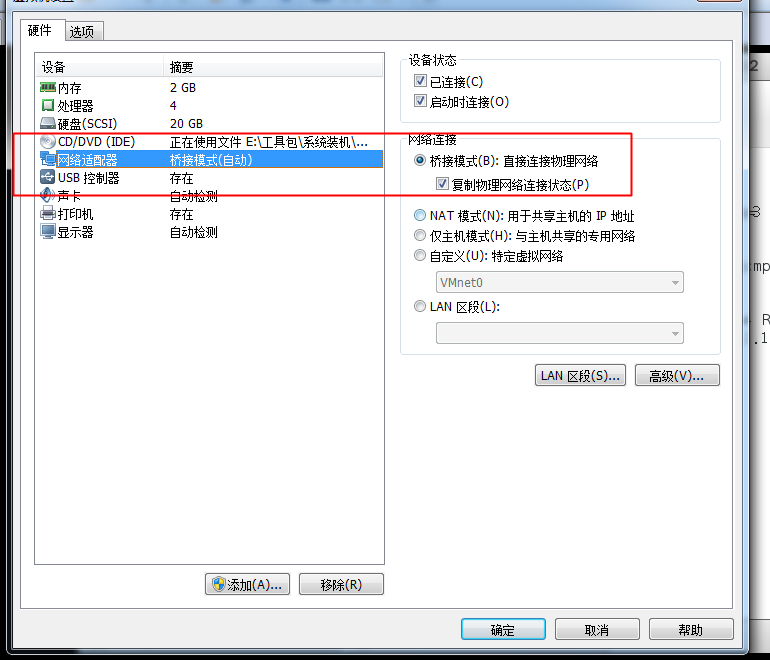 硬件
选项
设备 摘要
内存 2 GB
处理器 4
硬盘(SCSI) 20 GB
CD/DVD (IDE) 正在使用文件 E:\工具包\系统装机\...
网络适配器 桥接模式(自动)
USB 控制器 存在
声卡 自动检测
打印机 存在
显示器 自动检测
添加(A)...
移除(R)
设备状态
已连接(C)
启动时连接(O)
网络连接
桥接模式(B): 直接连接物理网络
复制物理网络连接状态(P)
NAT 模式(N): 用于共享主机的 IP 地址
仅主机模式(H): 与主机共享的专用网络
自定义(U): 特定虚拟网络
VMnet0
LAN 区段(L):
LAN 区段(S)...
高级(V)...
确定
取消
帮助
2
mp
R
.1